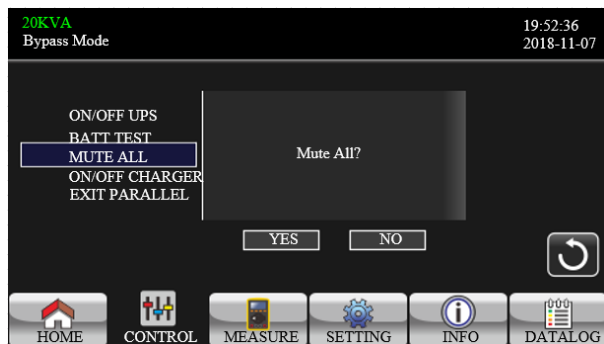 20KVA
Bypass Mode
19:52:36
2018-11-07
ON/OFF UPS
BATT TEST
MUTE ALL
ON/OFF CHARGER
EXIT PARALLEL
Mute All?
YES NO
HOME CONTROL MEASURE SETTING INFO DATALOG